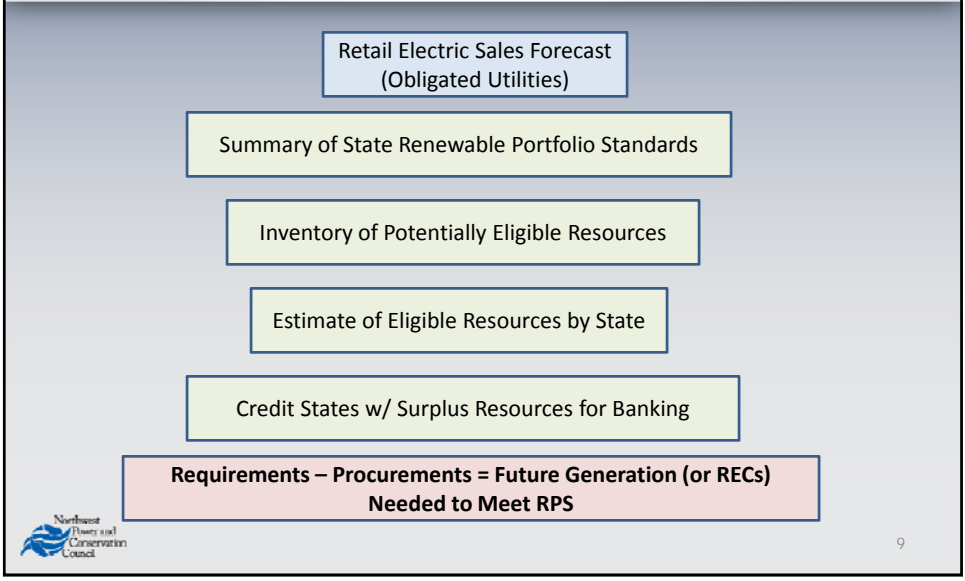 Retail Electric Sales Forecast
(Obligated Utilities)
Summary of State Renewable Portfolio Standards
Inventory of Potentially Eligible Resources
Estimate of Eligible Resources by State
Credit States w/ Surplus Resources for Banking
Requirements – Procurements = Future Generation (or RECs)
Needed to Meet RPS
Northwest
Power and
Conservation
Council
9